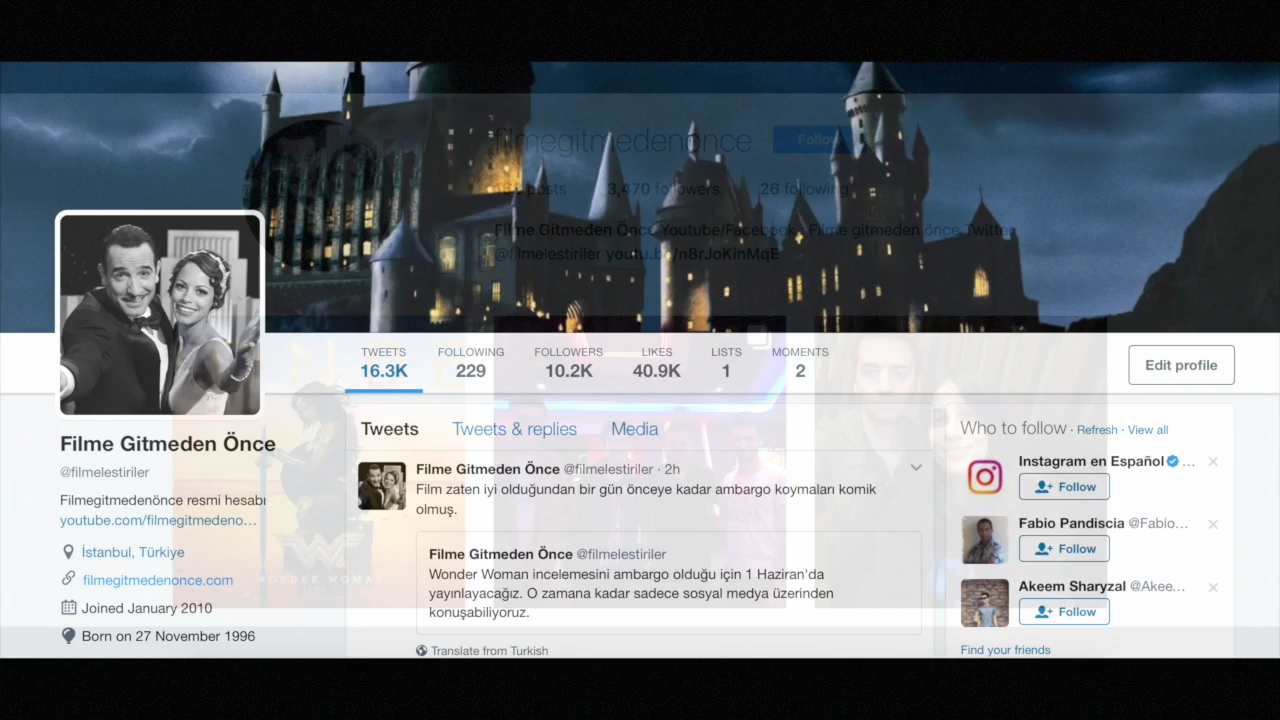 filmegitmedenönce Follow
posts 3,470 followers 26 following
Filme Gitmeden Önce Youtube/Facebook : Filme gitmeden önce Twitter
@filmelestiriler youtu.be/n8rJoKinMqE
TWEETS FOLLOWING FOLLOWERS LIKES LISTS MOMENTS
16.3K 229 10.2K 40.9K 1 2
Edit profile
Filme Gitmeden Önce
@filmelestiriler
Filmegitmedenönce resmi hesabı
youtube.com/filmegitmedeno…
İstanbul, Türkiye
filmegitmedenonce.com
Joined January 2010
Born on 27 November 1996
WONDER WOMAN
Tweets Tweets & replies Media
Filme Gitmeden Önce @filmelestiriler · 2h
Film zaten iyi olduğundan bir gün önceye kadar ambargo koymaları komik
olmuş.
Filme Gitmeden Önce @filmelestiriler
Wonder Woman incelemesini ambargo olduğu için 1 Haziran'da
yayınlayacağız. O zamana kadar sadece sosyal medya üzerinden
konuşabiliyoruz.
Translate from Turkish
Who to follow · Refresh · View all
Instagram en Español …
Follow
Fabio Pandiscia @Fabio…
Follow
Akeem Sharyzal @Akee…
Follow
Find your friends